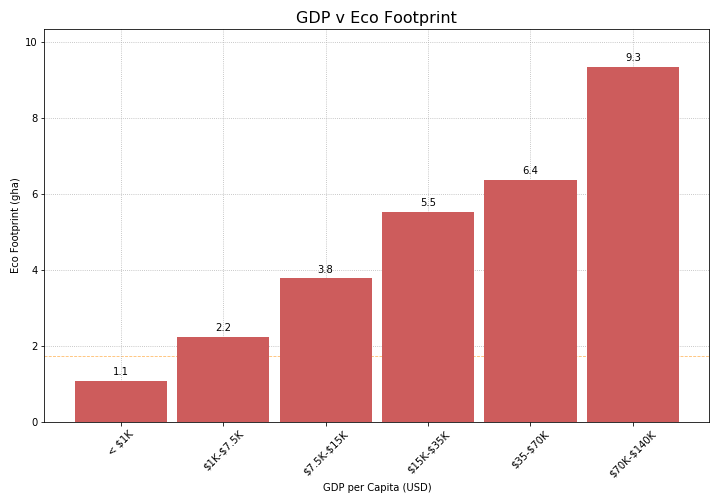 GDP v Eco Footprint
10
8
6
4
2
0
Eco Footprint (gha)
1.1
2.2
3.8
5.5
6.4
9.3
< $1K
$1K-$7.5K
$7.5K-$15K
$15K-$35K
$35-$70K
$70K-$140K
GDP per Capita (USD)